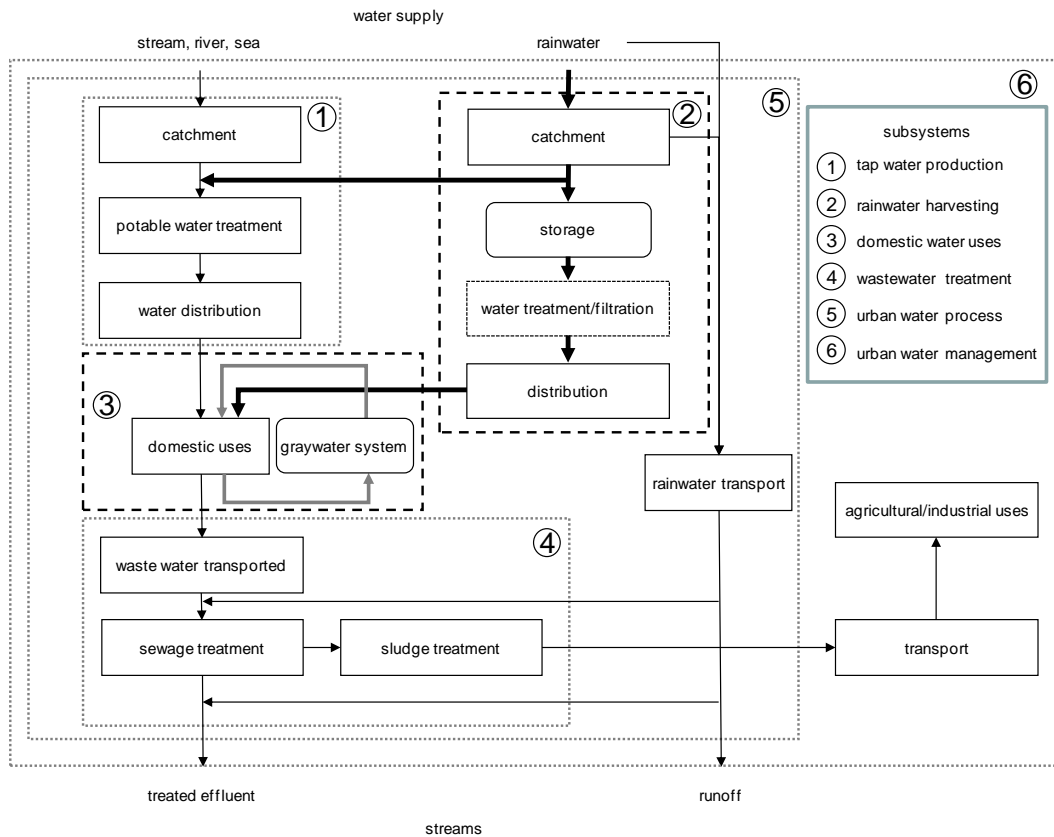 water supply
stream, river, sea
rainwater
1
2
5
6
catchment
catchment
potable water treatment
storage
water distribution
water treatment/filtration
distribution
3
domestic uses
graywater system
rainwater transport
subsystems
1 tap water production
2 rainwater harvesting
3 domestic water uses
4 wastewater treatment
5 urban water process
6 urban water management
agricultural/industrial uses
4
waste water transported
sewage treatment
sludge treatment
transport
treated effluent
runoff
streams